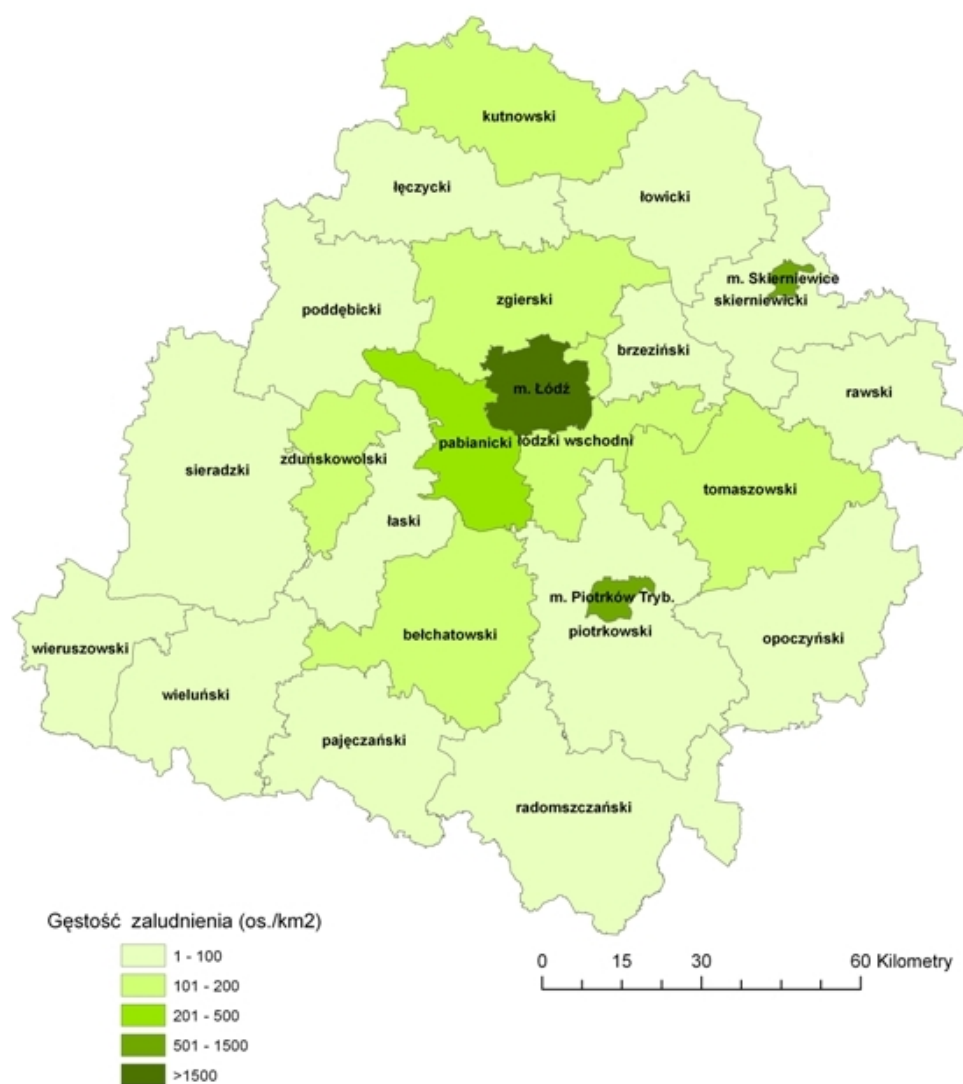 kutnowski
łęczycki
łowicki
m. Skierniewice
skierniewicki
zgierski
poddębicki
brzeziński
rawski
m. Łódź
pabianicki
łódzki wschodni
zduńskowolski
sieradzki
tomaszowski
łaski
m. Piotrków Tryb.
piotrkowski
bełchatowski
opoczyński
wieruszowski
wieluński
pajęczański
radomszczański
Gęstość zaludnienia (os./km2)
1 - 100
101 - 200
201 - 500
501 - 1500
>1500
0 15 30 60 Kilometry